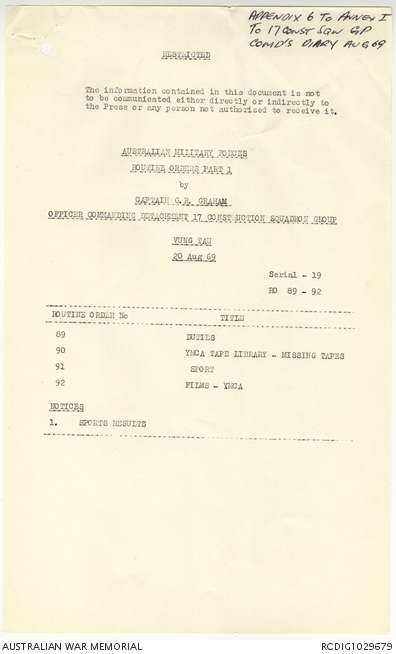 APPENDIX 6 TO ANNEX I
TO 17 CONST SQN GP
COMD'S DIARY AUG 69
RESTRICTED
The information contained in this document is not
to be communicated either directly or indirectly to
the Press or any person not authorised to receive it.
AUSTRALIAN MILITARY FORCES
ROUTINE ORDERS PART 1
by
CAPTAIN G.R. GRAHAM
OFFICER COMMANDING DETACHMENT 17 CONSTRUCTION SQUADRON GROUP
VUNG TAU
20 Aug 69
Serial - 19
RO 89 - 92
ROUTINE ORDER No TITLE
89 DUTIES
90 YMCA TAPE LIBRARY - MISSING TAPES
91 SPORT
92 FILMS - YMCA
NOTICES
1. SPORTS RESULTS
AUSTRALIAN WAR MEMORIAL
RCDIG1029679